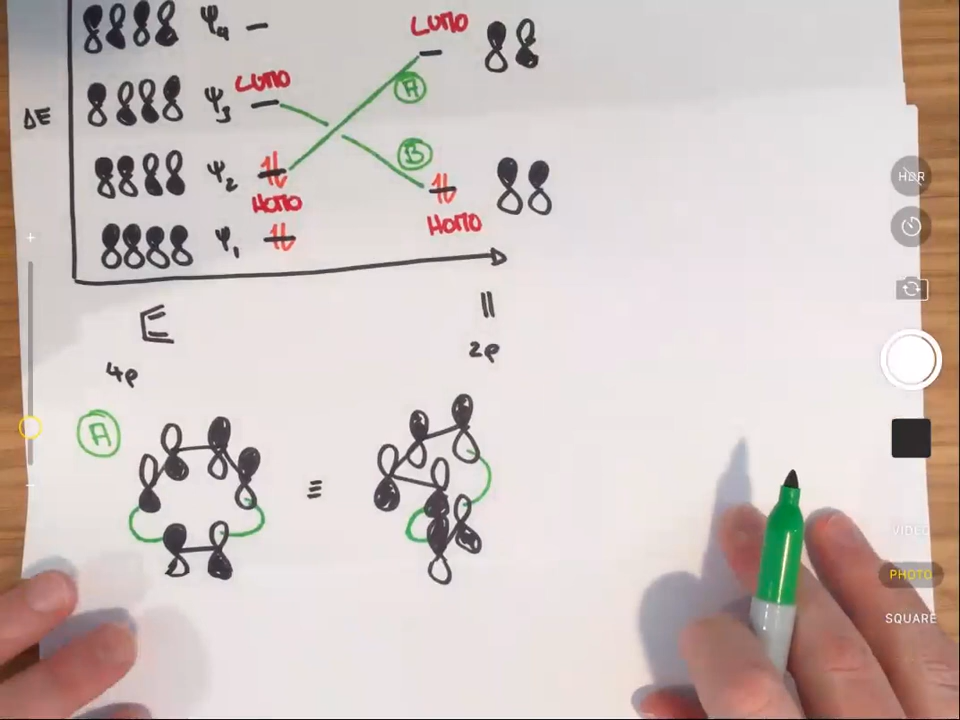 LUMO
Ψ₄
LUMO
A
ΔE
Ψ₃
B
Ψ₂
HOMO
HOMO
Ψ₁
4e
2e
A
≡
HDR
VIDEO
PHOTO
SQUARE